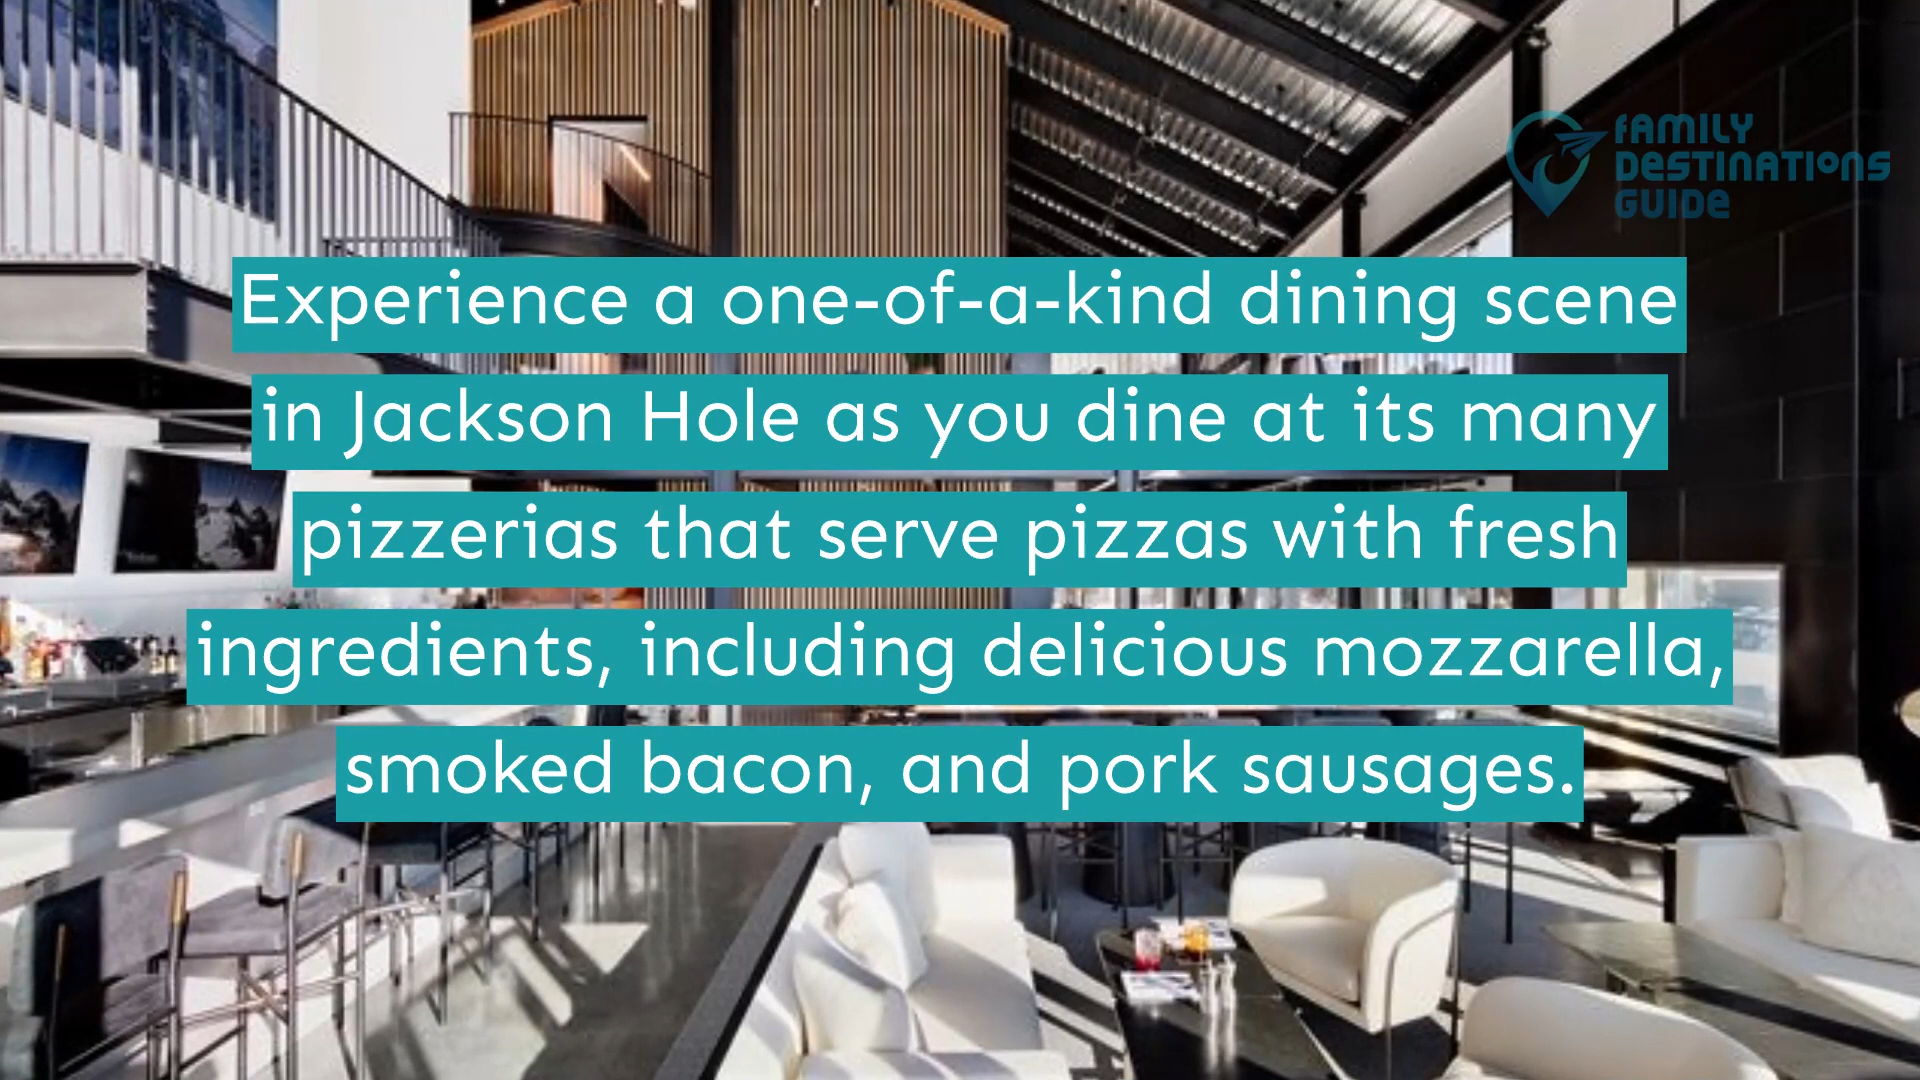 FAMILY
DESTINATIONS
GUIDE
Experience a one-of-a-kind dining scene
in Jackson Hole as you dine at its many
pizzerias that serve pizzas with fresh
ingredients, including delicious mozzarella,
smoked bacon, and pork sausages.